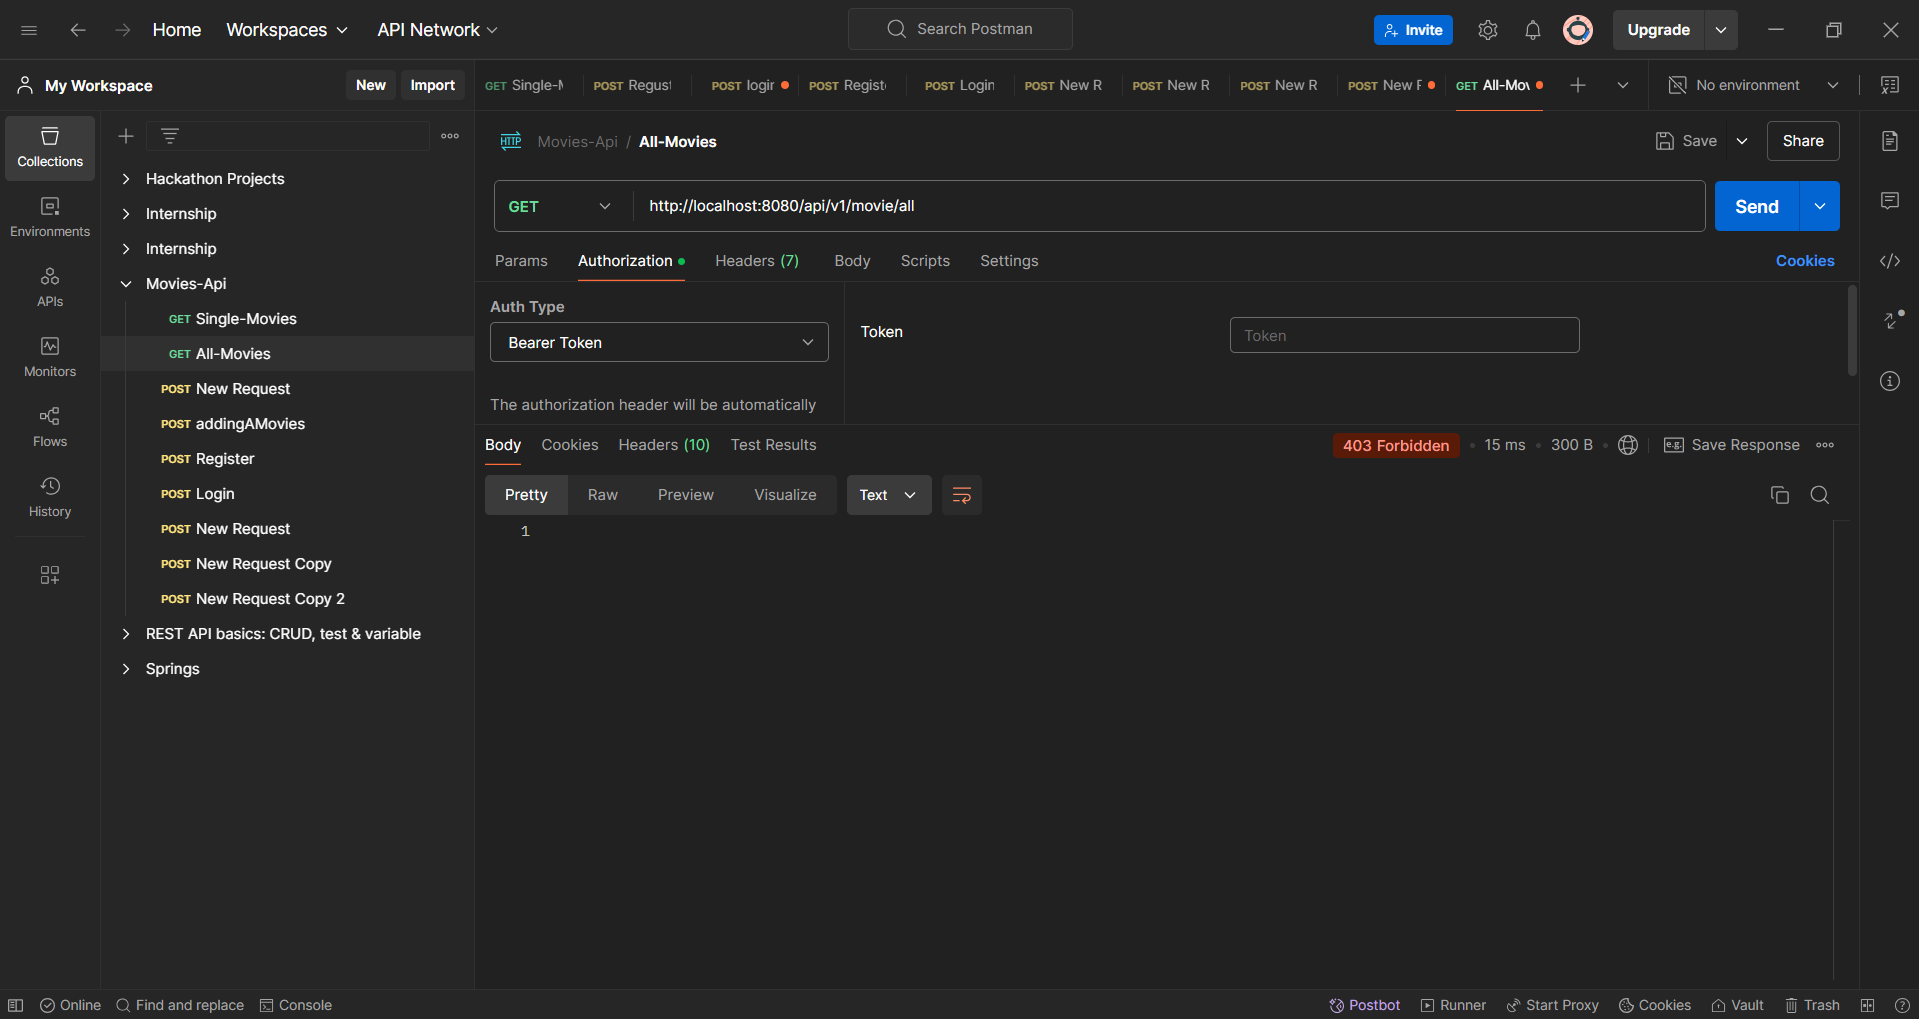 Home Workspaces API Network Search Postman Invite Upgrade
My Workspace New Import
GET Single-M POST Regust POST login POST Registe POST Login POST New R POST New R POST New R POST New F GET All-Mov No environment
Collections
Environments
APIs
Monitors
Flows
History
Hackathon Projects
Internship
Internship
Movies-Api
GET Single-Movies
GET All-Movies
POST New Request
POST addingAMovies
POST Register
POST Login
POST New Request
POST New Request Copy
POST New Request Copy 2
REST API basics: CRUD, test & variable
Springs
HTTP Movies-Api / All-Movies Save Share
GET http://localhost:8080/api/v1/movie/all Send
Params Authorization Headers (7) Body Scripts Settings Cookies
Auth Type
Bearer Token
Token Token
The authorization header will be automatically
Body Cookies Headers (10) Test Results 403 Forbidden 15 ms 300 B e.g. Save Response
Pretty Raw Preview Visualize Text
1
Online Find and replace Console Postbot Runner Start Proxy Cookies Vault Trash